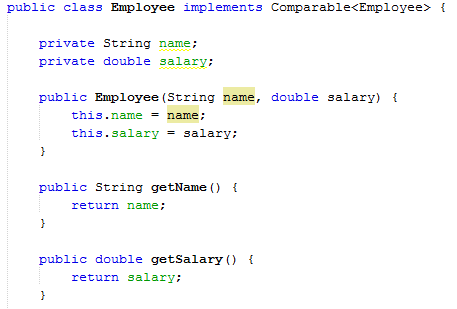 public class Employee implements Comparable<Employee> {
private String name;
private double salary;
public Employee(String name, double salary) {
this.name = name;
this.salary = salary;
}
public String getName() {
return name;
}
public double getSalary() {
return salary;
}